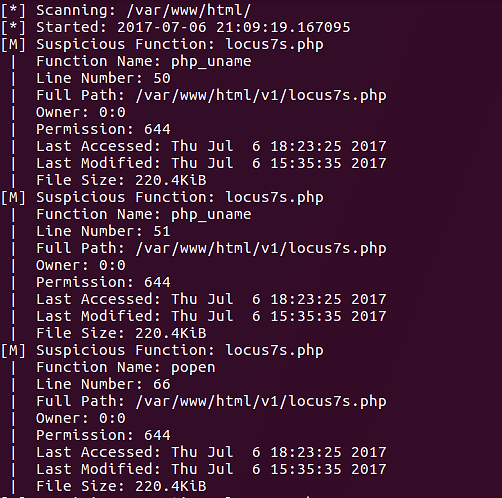 [*] Scanning: /var/www/html/
[*] Started: 2017-07-06 21:09:19.167095
[M] Suspicious Function: locus7s.php
 |  Function Name: php_uname
 |  Line Number: 50
 |  Full Path: /var/www/html/v1/locus7s.php
 |  Owner: 0:0
 |  Permission: 644
 |  Last Accessed: Thu Jul  6 18:23:25 2017
 |  Last Modified: Thu Jul  6 15:35:35 2017
 |  File Size: 220.4KiB
[M] Suspicious Function: locus7s.php
 |  Function Name: php_uname
 |  Line Number: 51
 |  Full Path: /var/www/html/v1/locus7s.php
 |  Owner: 0:0
 |  Permission: 644
 |  Last Accessed: Thu Jul  6 18:23:25 2017
 |  Last Modified: Thu Jul  6 15:35:35 2017
 |  File Size: 220.4KiB
[M] Suspicious Function: locus7s.php
 |  Function Name: popen
 |  Line Number: 66
 |  Full Path: /var/www/html/v1/locus7s.php
 |  Owner: 0:0
 |  Permission: 644
 |  Last Accessed: Thu Jul  6 18:23:25 2017
 |  Last Modified: Thu Jul  6 15:35:35 2017
 |  File Size: 220.4KiB